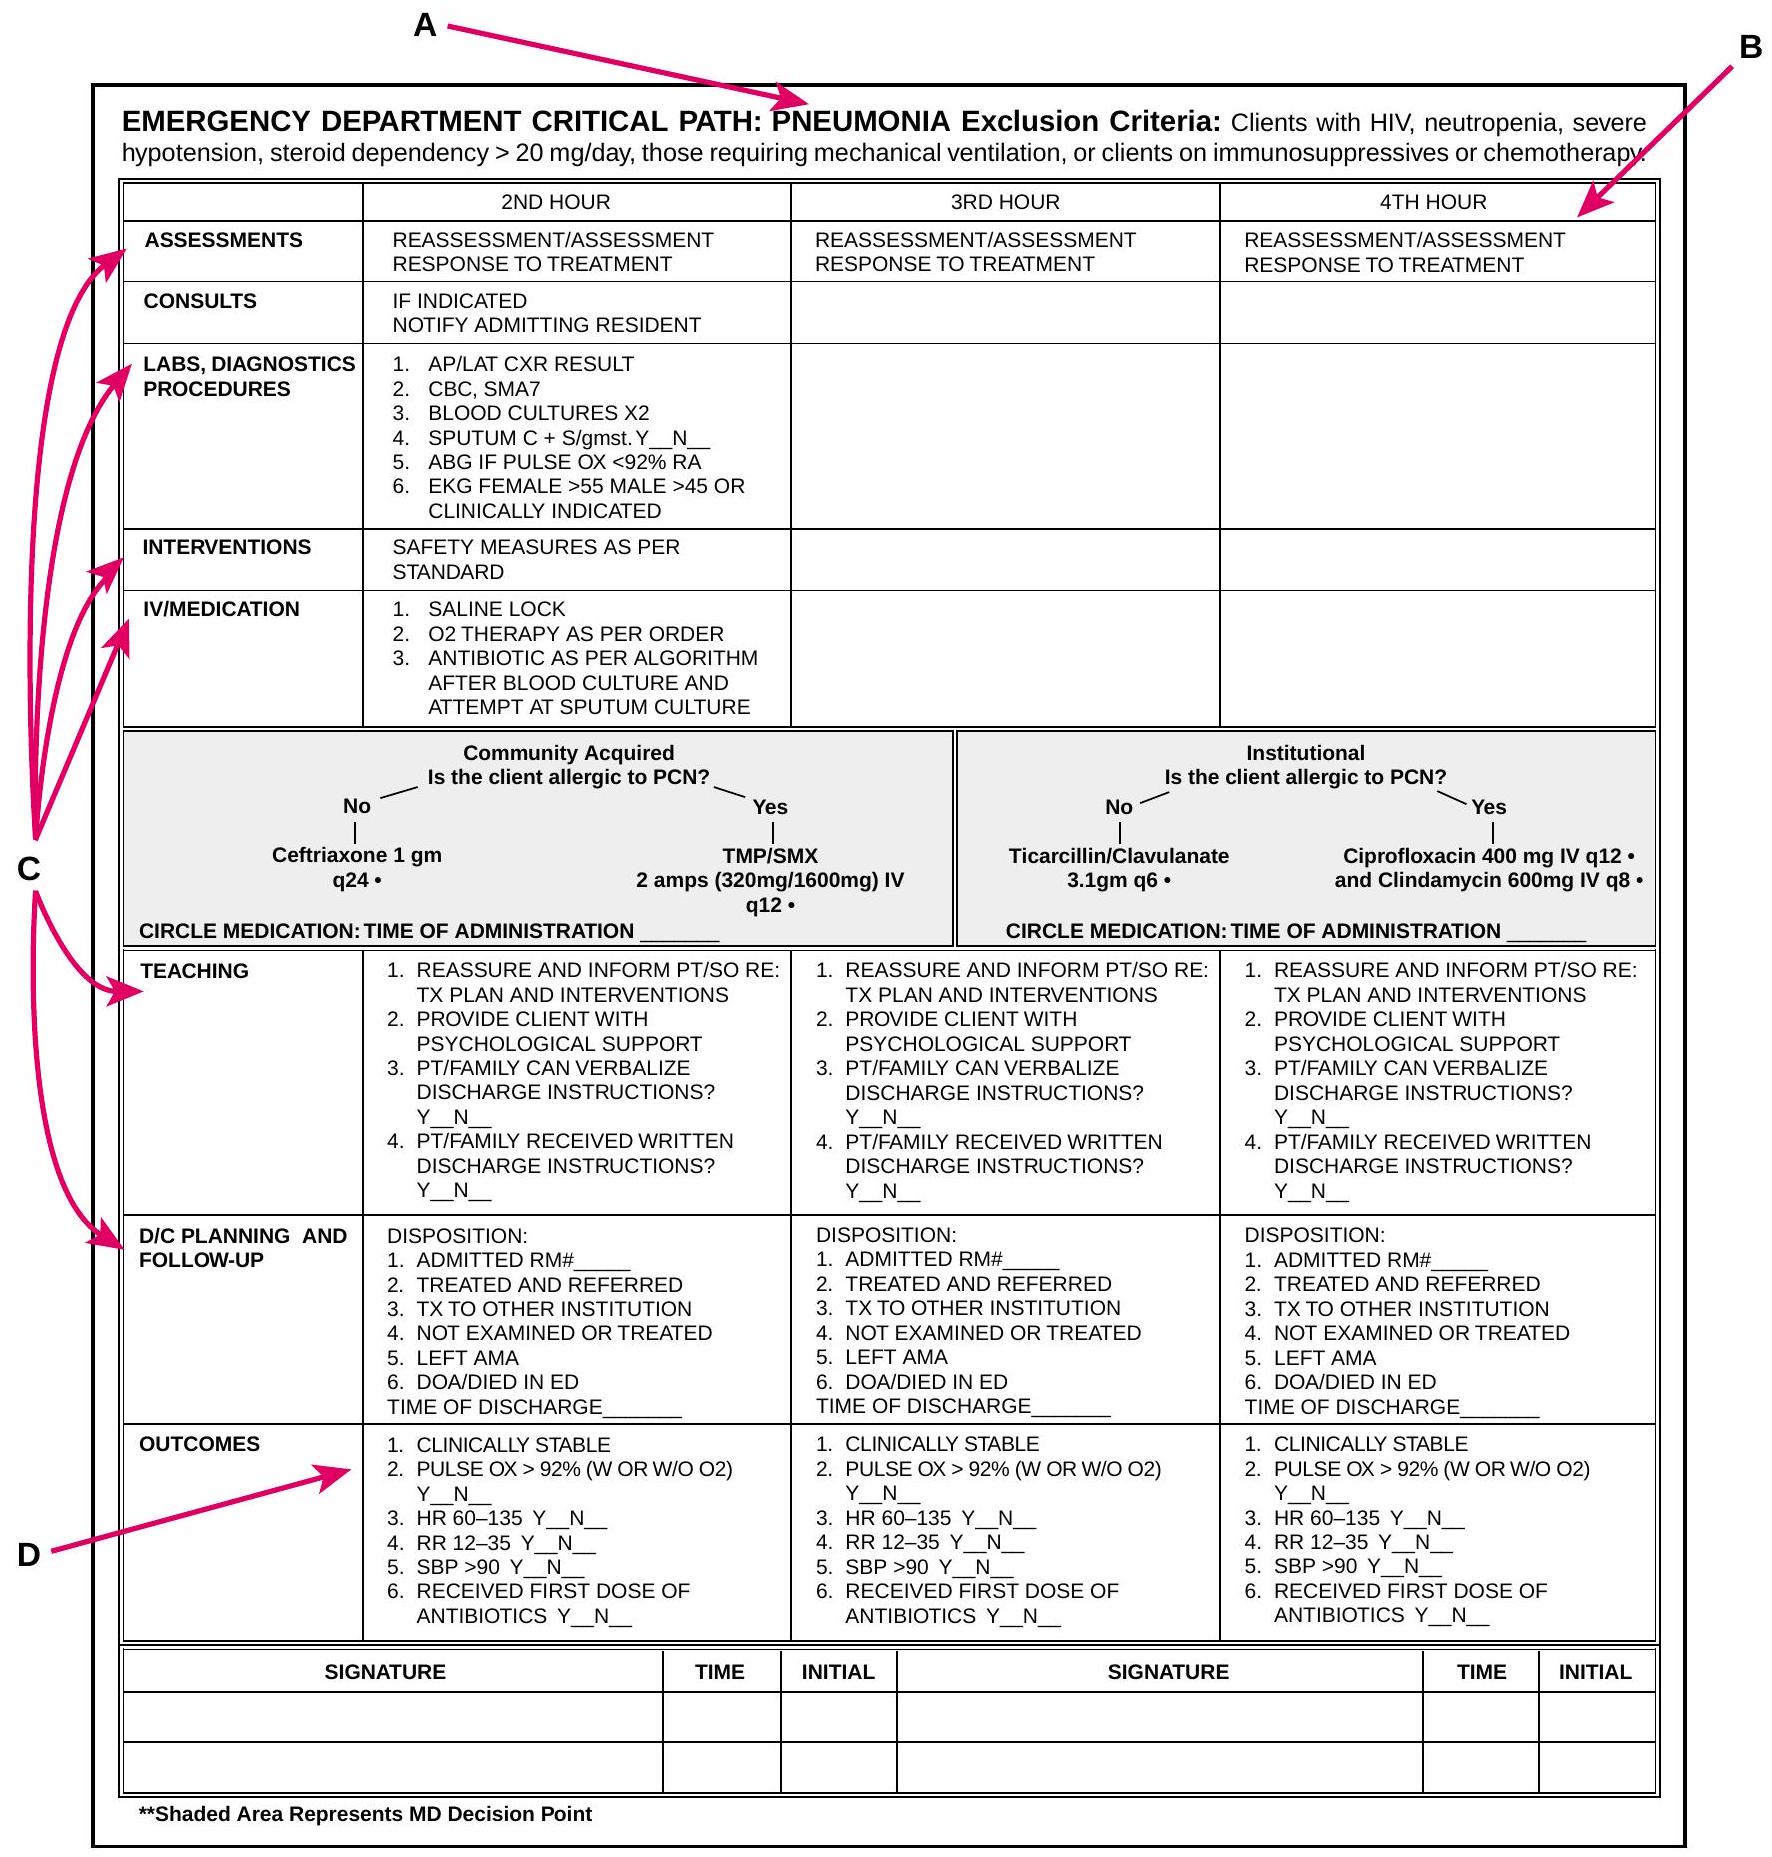 A
B
EMERGENCY DEPARTMENT CRITICAL PATH: PNEUMONIA Exclusion Criteria: Clients with HIV, neutropenia, severe
hypotension, steroid dependency > 20 mg/day, those requiring mechanical ventilation, or clients on immunosuppressives or chemotherapy.
2ND HOUR
3RD HOUR
4TH HOUR
ASSESSMENTS
REASSESSMENT/ASSESSMENT
RESPONSE TO TREATMENT
REASSESSMENT/ASSESSMENT
RESPONSE TO TREATMENT
REASSESSMENT/ASSESSMENT
RESPONSE TO TREATMENT
CONSULTS
IF INDICATED
NOTIFY ADMITTING RESIDENT
LABS, DIAGNOSTICS
PROCEDURES
1. AP/LAT CXR RESULT
2. CBC, SMA7
3. BLOOD CULTURES X2
4. SPUTUM C + S/gmst. Y__N__
5. ABG IF PULSE OX <92% RA
6. EKG FEMALE >55 MALE >45 OR
CLINICALLY INDICATED
INTERVENTIONS
SAFETY MEASURES AS PER
STANDARD
IV/MEDICATION
1. SALINE LOCK
2. O2 THERAPY AS PER ORDER
3. ANTIBIOTIC AS PER ALGORITHM
AFTER BLOOD CULTURE AND
ATTEMPT AT SPUTUM CULTURE
Community Acquired
Is the client allergic to PCN?
No
Yes
Ceftriaxone 1 gm
q24 •
TMP/SMX
2 amps (320mg/1600mg) IV
q12 •
CIRCLE MEDICATION: TIME OF ADMINISTRATION _______
Institutional
Is the client allergic to PCN?
No
Yes
Ticarcillin/Clavulanate
3.1gm q6 •
Ciprofloxacin 400 mg IV q12 •
and Clindamycin 600mg IV q8 •
CIRCLE MEDICATION: TIME OF ADMINISTRATION _______
C
TEACHING
1. REASSURE AND INFORM PT/SO RE:
TX PLAN AND INTERVENTIONS
2. PROVIDE CLIENT WITH
PSYCHOLOGICAL SUPPORT
3. PT/FAMILY CAN VERBALIZE
DISCHARGE INSTRUCTIONS?
Y__N__
4. PT/FAMILY RECEIVED WRITTEN
DISCHARGE INSTRUCTIONS?
Y__N__
1. REASSURE AND INFORM PT/SO RE:
TX PLAN AND INTERVENTIONS
2. PROVIDE CLIENT WITH
PSYCHOLOGICAL SUPPORT
3. PT/FAMILY CAN VERBALIZE
DISCHARGE INSTRUCTIONS?
Y__N__
4. PT/FAMILY RECEIVED WRITTEN
DISCHARGE INSTRUCTIONS?
Y__N__
1. REASSURE AND INFORM PT/SO RE:
TX PLAN AND INTERVENTIONS
2. PROVIDE CLIENT WITH
PSYCHOLOGICAL SUPPORT
3. PT/FAMILY CAN VERBALIZE
DISCHARGE INSTRUCTIONS?
Y__N__
4. PT/FAMILY RECEIVED WRITTEN
DISCHARGE INSTRUCTIONS?
Y__N__
D/C PLANNING AND
FOLLOW-UP
DISPOSITION:
1. ADMITTED RM#_____
2. TREATED AND REFERRED
3. TX TO OTHER INSTITUTION
4. NOT EXAMINED OR TREATED
5. LEFT AMA
6. DOA/DIED IN ED
TIME OF DISCHARGE_______
DISPOSITION:
1. ADMITTED RM#_____
2. TREATED AND REFERRED
3. TX TO OTHER INSTITUTION
4. NOT EXAMINED OR TREATED
5. LEFT AMA
6. DOA/DIED IN ED
TIME OF DISCHARGE_______
DISPOSITION:
1. ADMITTED RM#_____
2. TREATED AND REFERRED
3. TX TO OTHER INSTITUTION
4. NOT EXAMINED OR TREATED
5. LEFT AMA
6. DOA/DIED IN ED
TIME OF DISCHARGE_______
D
OUTCOMES
1. CLINICALLY STABLE
2. PULSE OX > 92% (W OR W/O O2)
Y__N__
3. HR 60–135 Y__N__
4. RR 12–35 Y__N__
5. SBP >90 Y__N__
6. RECEIVED FIRST DOSE OF
ANTIBIOTICS Y__N__
1. CLINICALLY STABLE
2. PULSE OX > 92% (W OR W/O O2)
Y__N__
3. HR 60–135 Y__N__
4. RR 12–35 Y__N__
5. SBP >90 Y__N__
6. RECEIVED FIRST DOSE OF
ANTIBIOTICS Y__N__
1. CLINICALLY STABLE
2. PULSE OX > 92% (W OR W/O O2)
Y__N__
3. HR 60–135 Y__N__
4. RR 12–35 Y__N__
5. SBP >90 Y__N__
6. RECEIVED FIRST DOSE OF
ANTIBIOTICS Y__N__
SIGNATURE
TIME
INITIAL
SIGNATURE
TIME
INITIAL
**Shaded Area Represents MD Decision Point